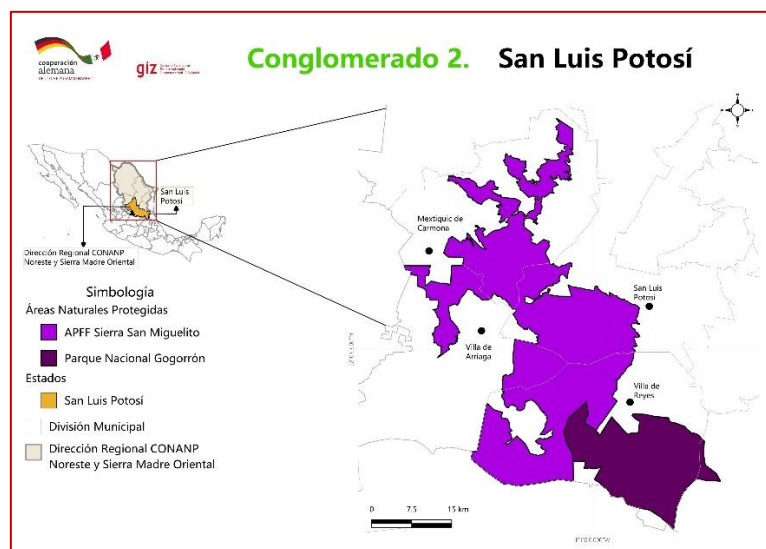 cooperación
alemana
giz
Conglomerado 2. San Luis Potosí
San Luis
Potosí
Dirección Regional CONANP
Noreste y Sierra Madre Oriental
Simbología
Áreas Naturales Protegidas
APFF Sierra San Miguelito
Parque Nacional Gogorrón
Estados
San Luis Potosí
División Municipal
Dirección Regional CONANP
Noreste y Sierra Madre Oriental
Mextiquic de
Carmona
San Luis
Potosí
Villa de
Arriaga
Villa de
Reyes
0 7.5 15 km